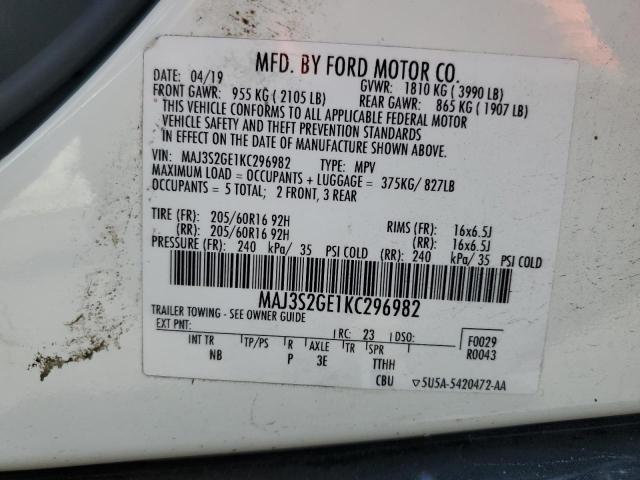 MFD. BY FORD MOTOR CO.
DATE: 04/19 GVWR: 1810 KG ( 3990 LB)
FRONT GAWR: 955 KG ( 2105 LB) REAR GAWR: 865 KG ( 1907 LB)
THIS VEHICLE CONFORMS TO ALL APPLICABLE FEDERAL MOTOR
VEHICLE SAFETY AND THEFT PREVENTION STANDARDS
IN EFFECT ON THE DATE OF MANUFACTURE SHOWN ABOVE.
VIN: MAJ3S2GE1KC296982 TYPE: MPV
MAXIMUM LOAD = OCCUPANTS + LUGGAGE = 375KG/ 827LB
OCCUPANTS = 5 TOTAL; 2 FRONT, 3 REAR
TIRE (FR): 205/60R16 92H RIMS (FR): 16x6.5J
(RR): 205/60R16 92H (RR): 16x6.5J
PRESSURE (FR): 240 kPa/ 35 PSI COLD (RR): 240 kPa/ 35 PSI COLD
MAJ3S2GE1KC296982
TRAILER TOWING - SEE OWNER GUIDE
EXT PNT: RC: 23 DSO: F0029
INT TR TP/PS R AXLE TR SPR R0043
NB P 3E TTHH
CBU 5U5A-5420472-AA